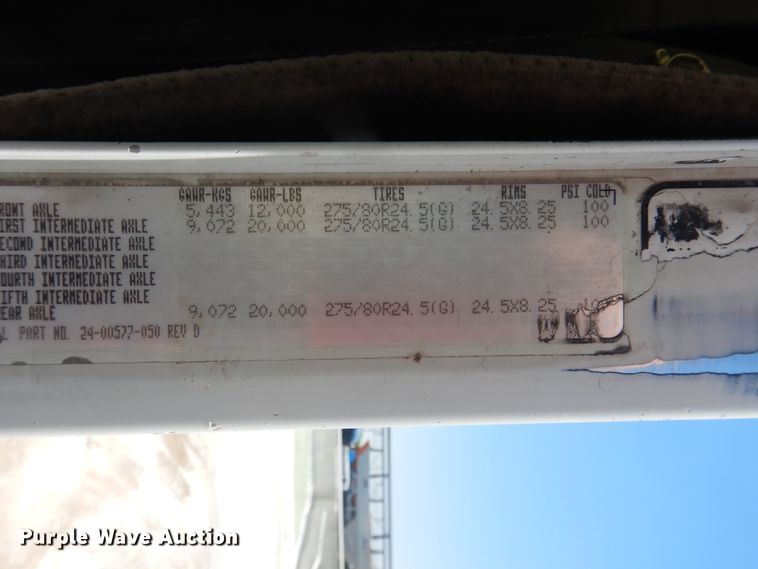 GAWR-KGS GAWR-LBS TIRES RIMS PSI COLD
RONT AXLE 5,443 12,000 275/80R24.5(G) 24.5X8.25 100
IRST INTERMEDIATE AXLE 9,072 20,000 275/80R24.5(G) 24.5X8.25 100
ECOND INTERMEDIATE AXLE
HIRD INTERMEDIATE AXLE
OURTH INTERMEDIATE AXLE
IFTH INTERMEDIATE AXLE
EAR AXLE 9,072 20,000 275/80R24.5(G) 24.5X8.25
PART NO. 24-00577-050 REV D
Purple Wave Auction